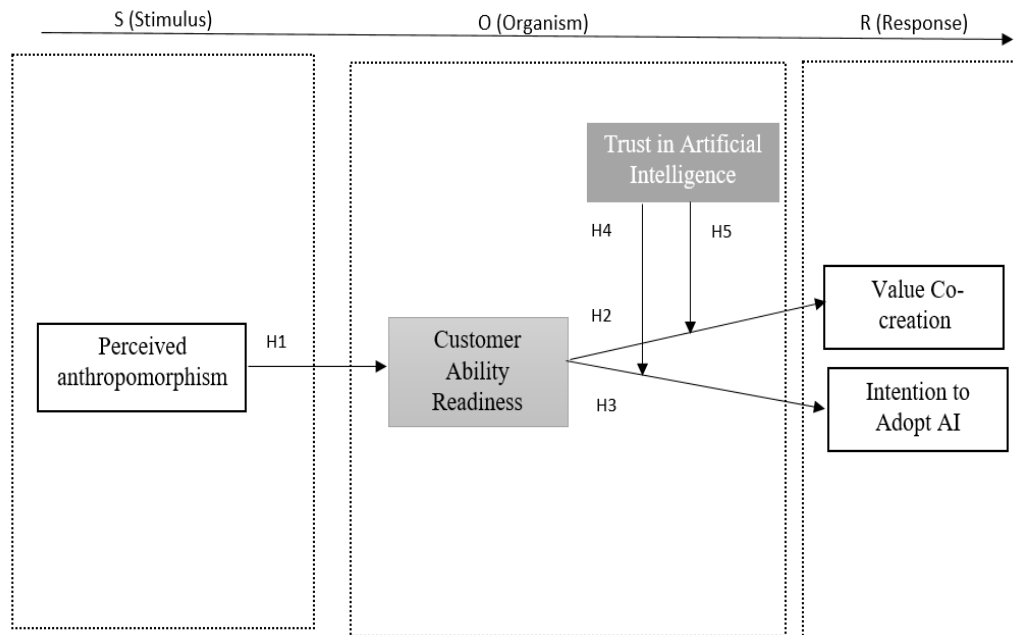 S (Stimulus)
O (Organism)
R (Response)
Trust in Artificial
Intelligence
H4
H5
Value Co-
creation
H2
H1
Perceived
anthropomorphism
Customer
Ability
Readiness
H3
Intention to
Adopt AI